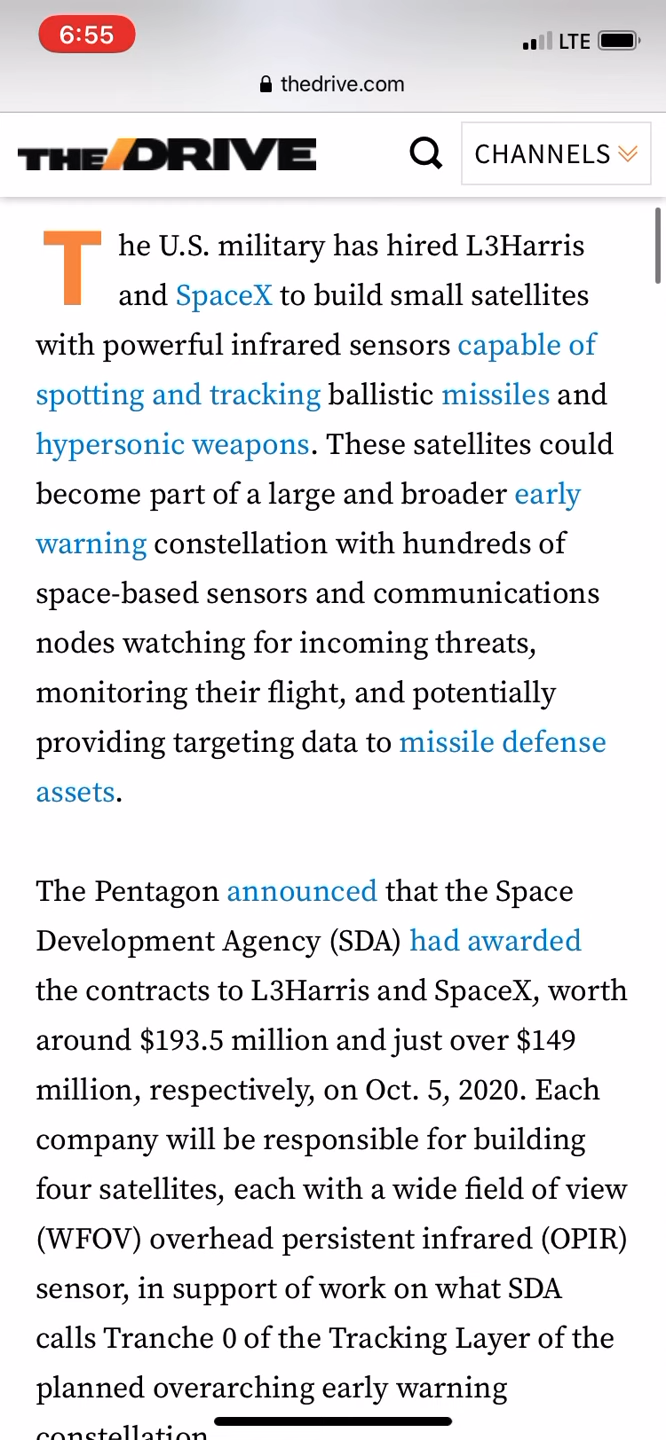 6:55
LTE
thedrive.com
THE DRIVE
CHANNELS
The U.S. military has hired L3Harris
and SpaceX to build small satellites
with powerful infrared sensors capable of
spotting and tracking ballistic missiles and
hypersonic weapons. These satellites could
become part of a large and broader early
warning constellation with hundreds of
space-based sensors and communications
nodes watching for incoming threats,
monitoring their flight, and potentially
providing targeting data to missile defense
assets.
The Pentagon announced that the Space
Development Agency (SDA) had awarded
the contracts to L3Harris and SpaceX, worth
around $193.5 million and just over $149
million, respectively, on Oct. 5, 2020. Each
company will be responsible for building
four satellites, each with a wide field of view
(WFOV) overhead persistent infrared (OPIR)
sensor, in support of work on what SDA
calls Tranche 0 of the Tracking Layer of the
planned overarching early warning
constellation